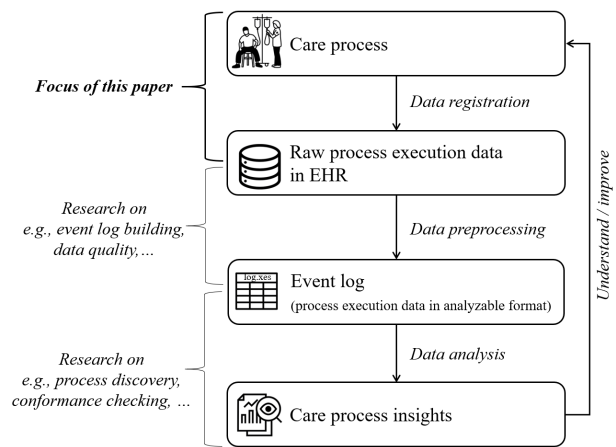 Care process
Focus of this paper
Data registration
Raw process execution data
in EHR
Research on
e.g., event log building,
data quality,…
Data preprocessing
Understand / improve
log.xes
Event log
(process execution data in analyzable format)
Research on
e.g., process discovery,
conformance checking, …
Data analysis
Care process insights